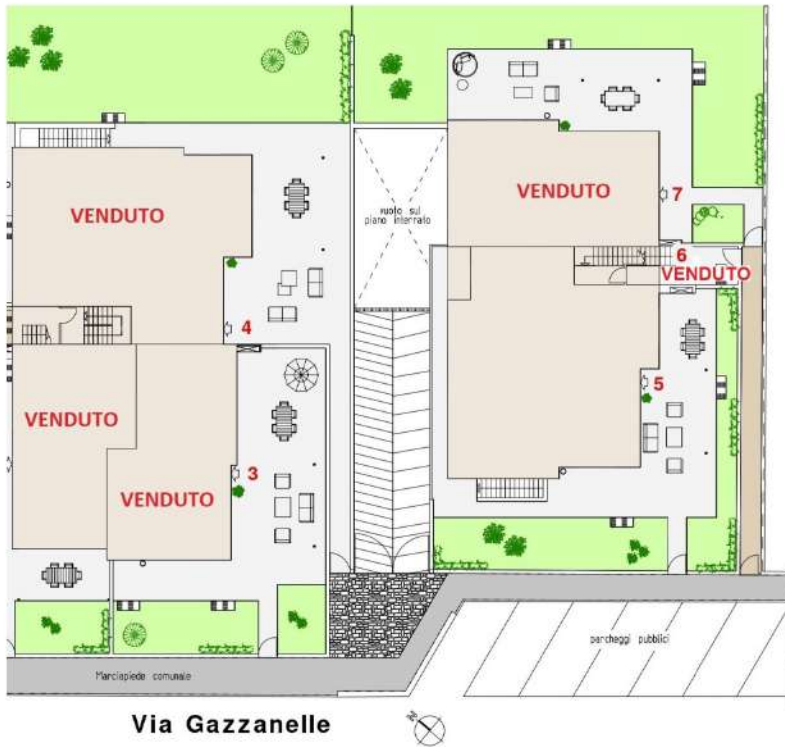 VENDUTO
vuoto sul
piano interrato
VENDUTO
7
6
VENDUTO
4
5
VENDUTO
3
VENDUTO
parcheggi pubblici
Marciapiede comunale
Via Gazzanelle
N